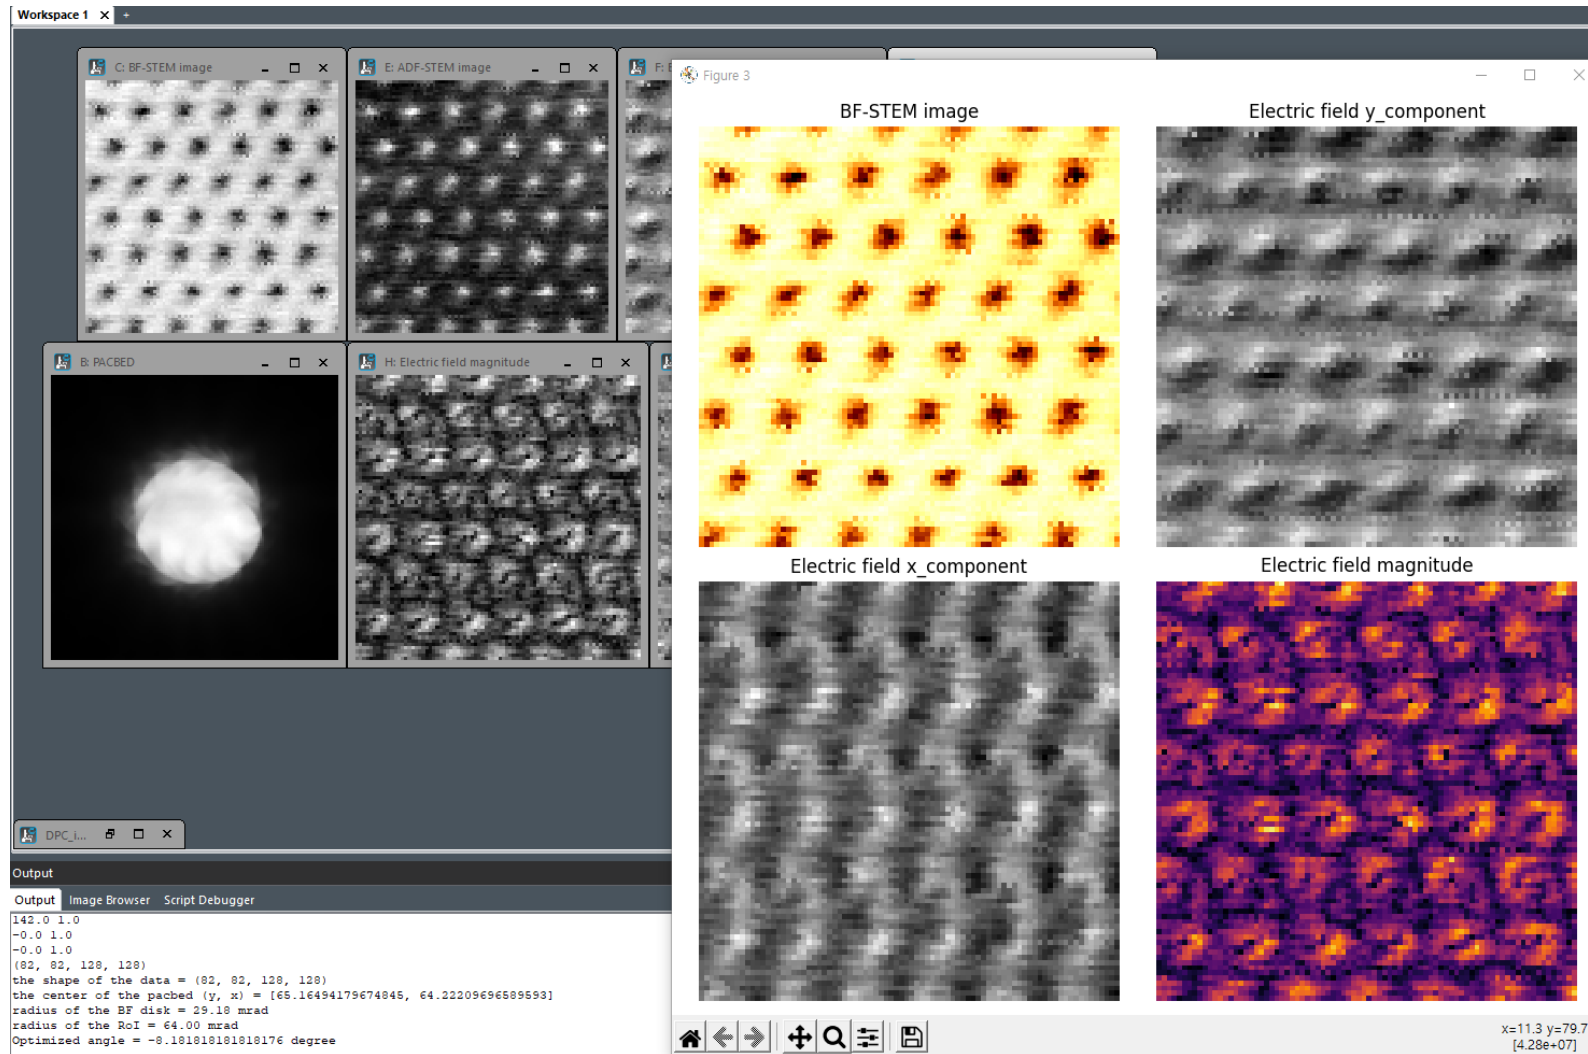 Workspace 1 X +
C: BF-STEM image
E: ADF-STEM image
F: E
Figure 3
BF-STEM image
Electric field y_component
B: PACBED
H: Electric field magnitude
Electric field x_component
Electric field magnitude
DPC_i...
Output
Output Image Browser Script Debugger
142.0 1.0
-0.0 1.0
-0.0 1.0
(82, 82, 128, 128)
the shape of the data = (82, 82, 128, 128)
the center of the pacbed (y, x) = [65.16494179674845, 64.22209696589593]
radius of the BF disk = 29.18 mrad
radius of the RoI = 64.00 mrad
Optimized angle = -8.181818181818176 degree
x=11.3 y=79.7
[4.28e+07]